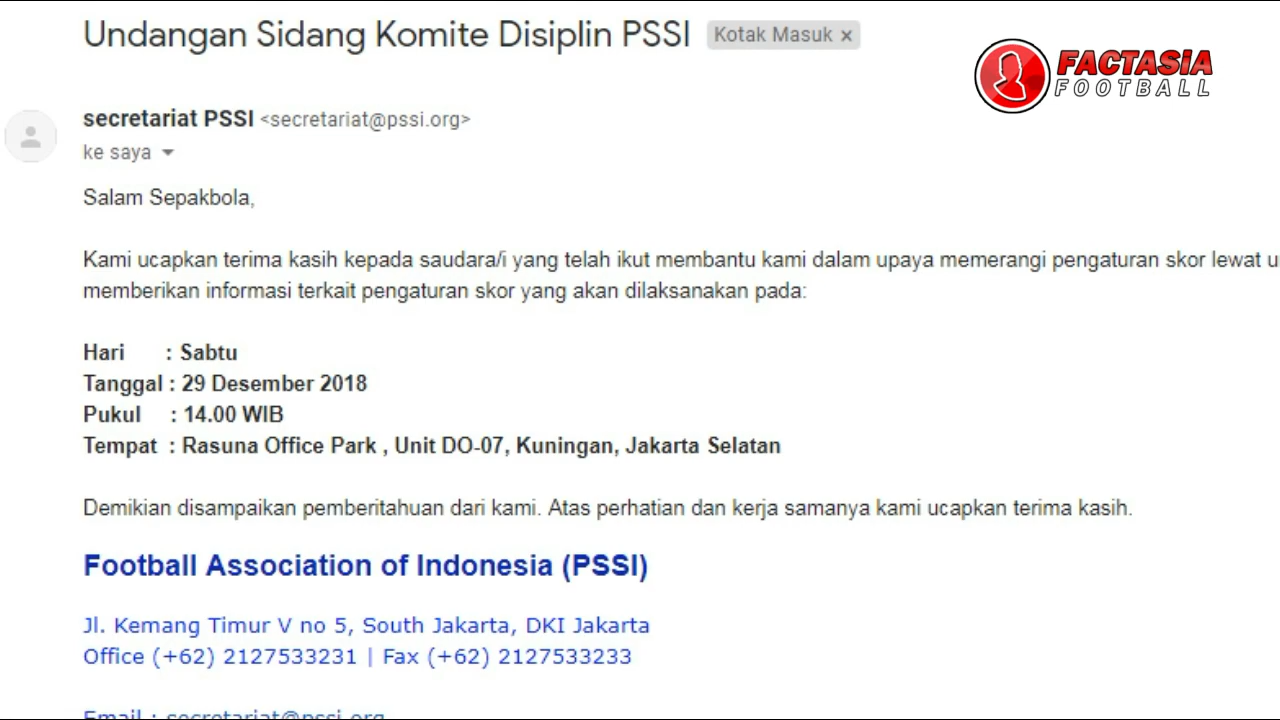 Undangan Sidang Komite Disiplin PSSI Kotak Masuk ×
FACTASIA
FOOTBALL
secretariat PSSI <secretariat@pssi.org>
ke saya
Salam Sepakbola,
Kami ucapkan terima kasih kepada saudara/i yang telah ikut membantu kami dalam upaya memerangi pengaturan skor lewat
memberikan informasi terkait pengaturan skor yang akan dilaksanakan pada:
Hari : Sabtu
Tanggal : 29 Desember 2018
Pukul : 14.00 WIB
Tempat : Rasuna Office Park , Unit DO-07, Kuningan, Jakarta Selatan
Demikian disampaikan pemberitahuan dari kami. Atas perhatian dan kerja samanya kami ucapkan terima kasih.
Football Association of Indonesia (PSSI)
Jl. Kemang Timur V no 5, South Jakarta, DKI Jakarta
Office (+62) 2127533231 | Fax (+62) 2127533233
Email : secretariat@pssi.org